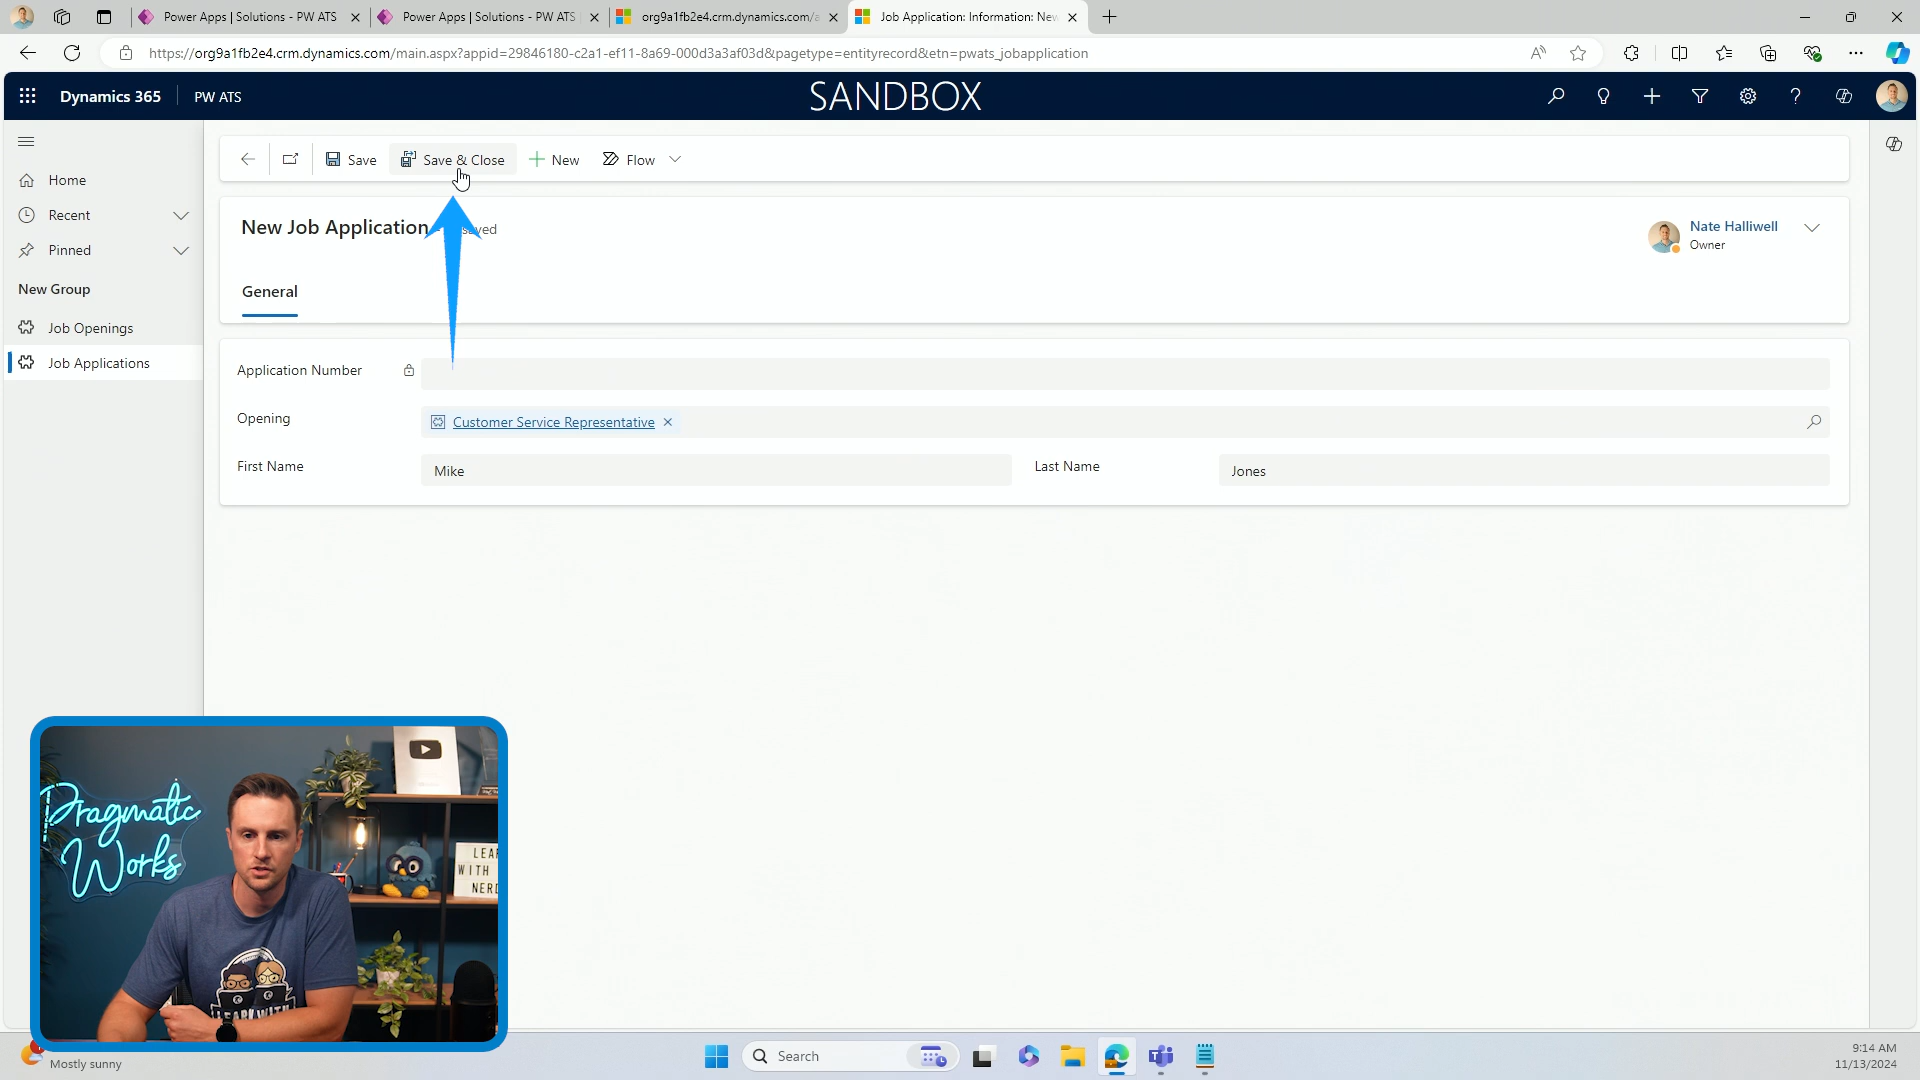 Power Apps | Solutions - PW ATS
Power Apps | Solutions - PW ATS
org9a1fb2e4.crm.dynamics.com/a
Job Application: Information: New
https://org9a1fb2e4.crm.dynamics.com/main.aspx?appid=29846180-c2a1-ef11-8a69-000d3a3af03d&pagetype=entityrecord&etn=pwats_jobapplication
Dynamics 365
PW ATS
SANDBOX
Save
Save & Close
New
Flow
Home
Recent
Pinned
New Group
Job Openings
Job Applications
New Job Application
Nate Halliwell
Owner
General
Application Number
Opening
Customer Service Representative
First Name
Mike
Last Name
Jones
Pragmatic
Works
WITH
Mostly sunny
Search
9:14 AM
11/13/2024